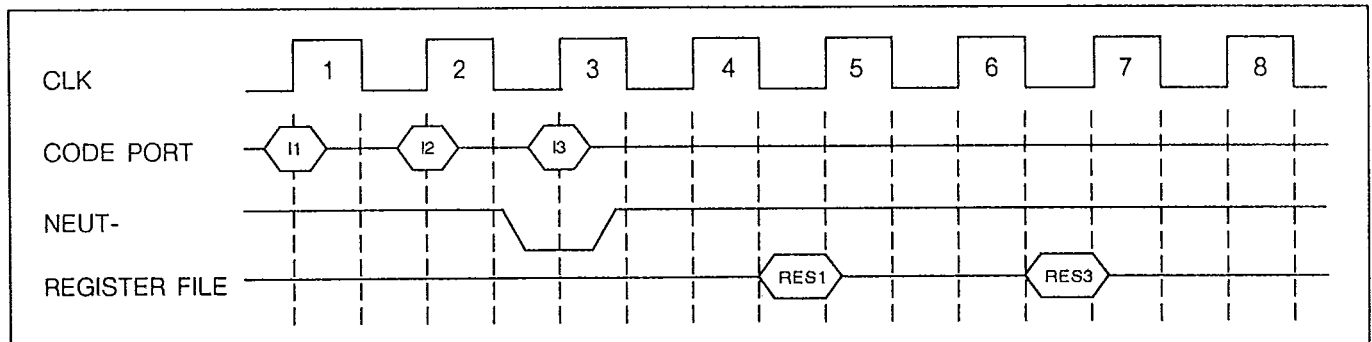 CLK 1 2 3 4 5 6 7 8
CODE PORT I1 I2 I3
NEUT-
REGISTER FILE RES1 RES3